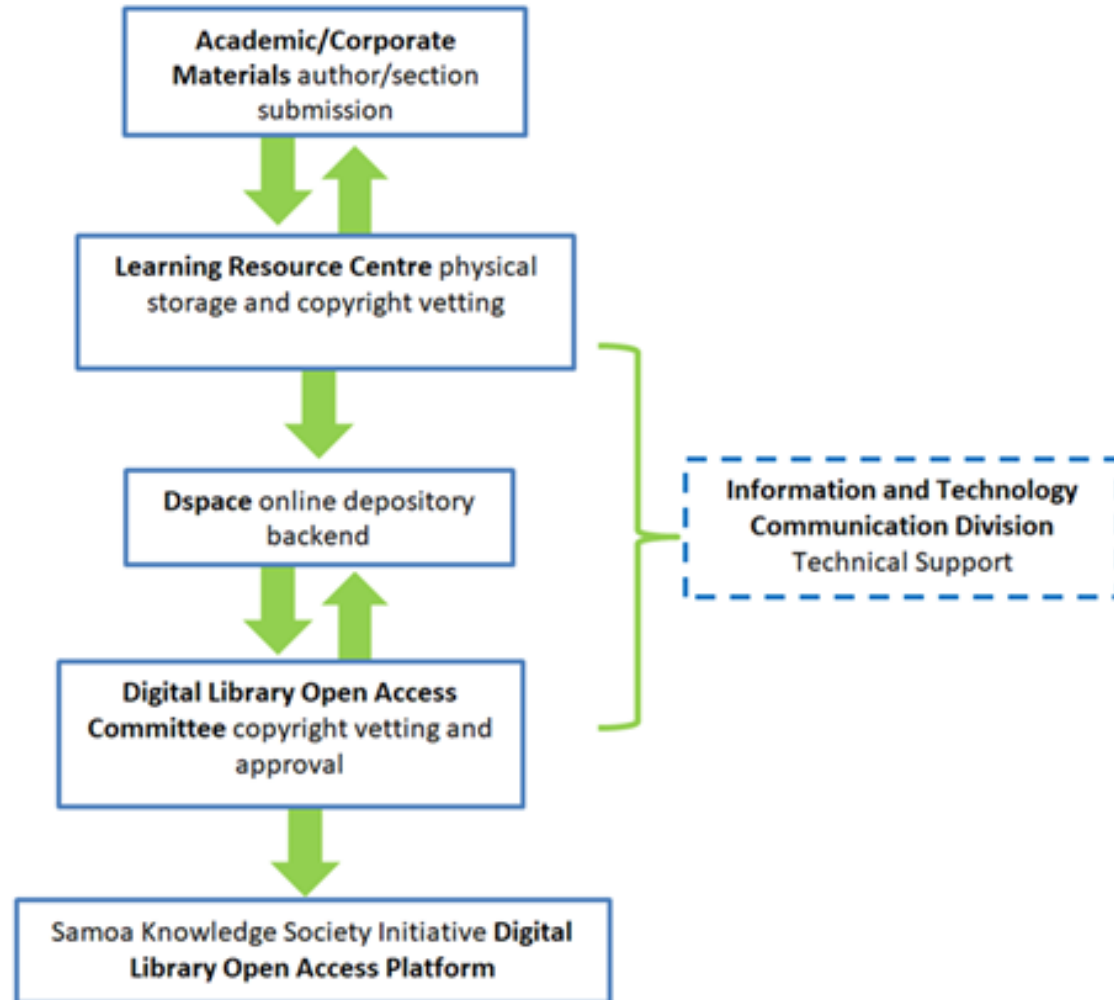 Academic/Corporate
Materials author/section
submission
Learning Resource Centre physical
storage and copyright vetting
Dspace online depository
backend
Information and Technology
Communication Division
Technical Support
Digital Library Open Access
Committee copyright vetting and
approval
Samoa Knowledge Society Initiative Digital
Library Open Access Platform